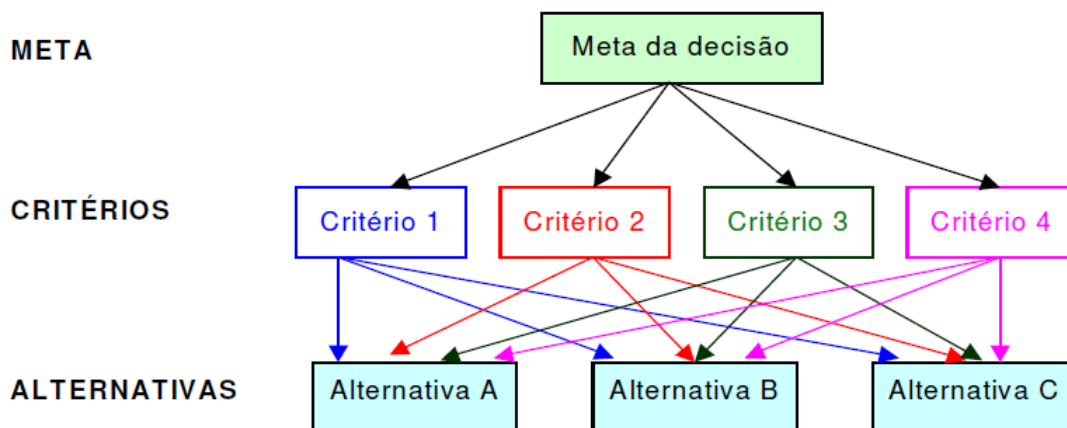 META
Meta da decisão
CRITÉRIOS
Critério 1
Critério 2
Critério 3
Critério 4
ALTERNATIVAS
Alternativa A
Alternativa B
Alternativa C